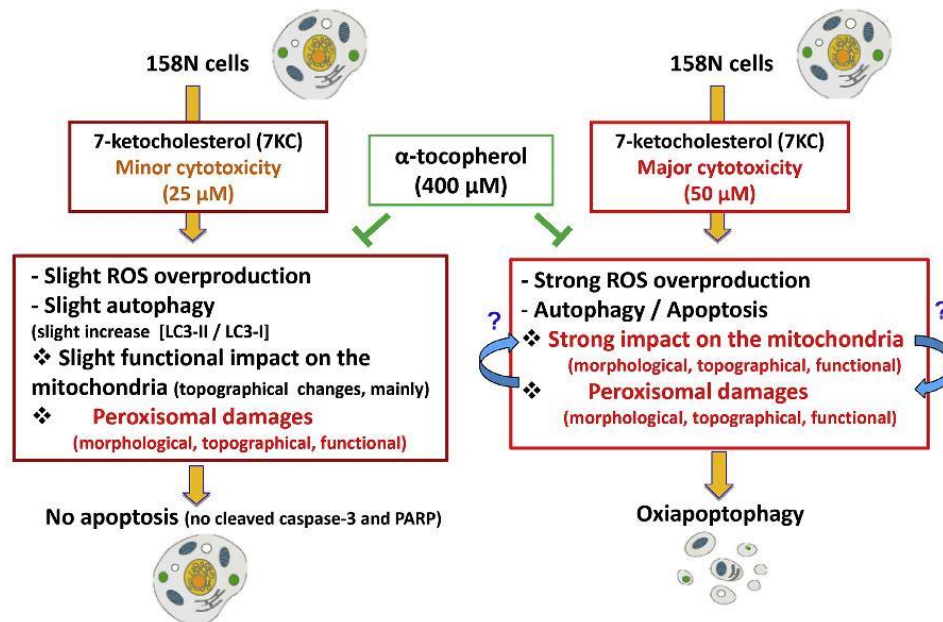 158N cells
7-ketocholesterol (7KC)
Minor cytotoxicity
(25 µM)
- Slight ROS overproduction
- Slight autophagy
(slight increase [LC3-II / LC3-I]
❖ Slight functional impact on the
mitochondria (topographical changes, mainly)
❖ Peroxisomal damages
(morphological, topographical, functional)
No apoptosis (no cleaved caspase-3 and PARP)
α-tocopherol
(400 µM)
158N cells
7-ketocholesterol (7KC)
Major cytotoxicity
(50 µM)
- Strong ROS overproduction
- Autophagy / Apoptosis
?
?
❖ Strong impact on the mitochondria
(morphological, topographical, functional)
❖ Peroxisomal damages
(morphological, topographical, functional)
Oxiapoptophagy